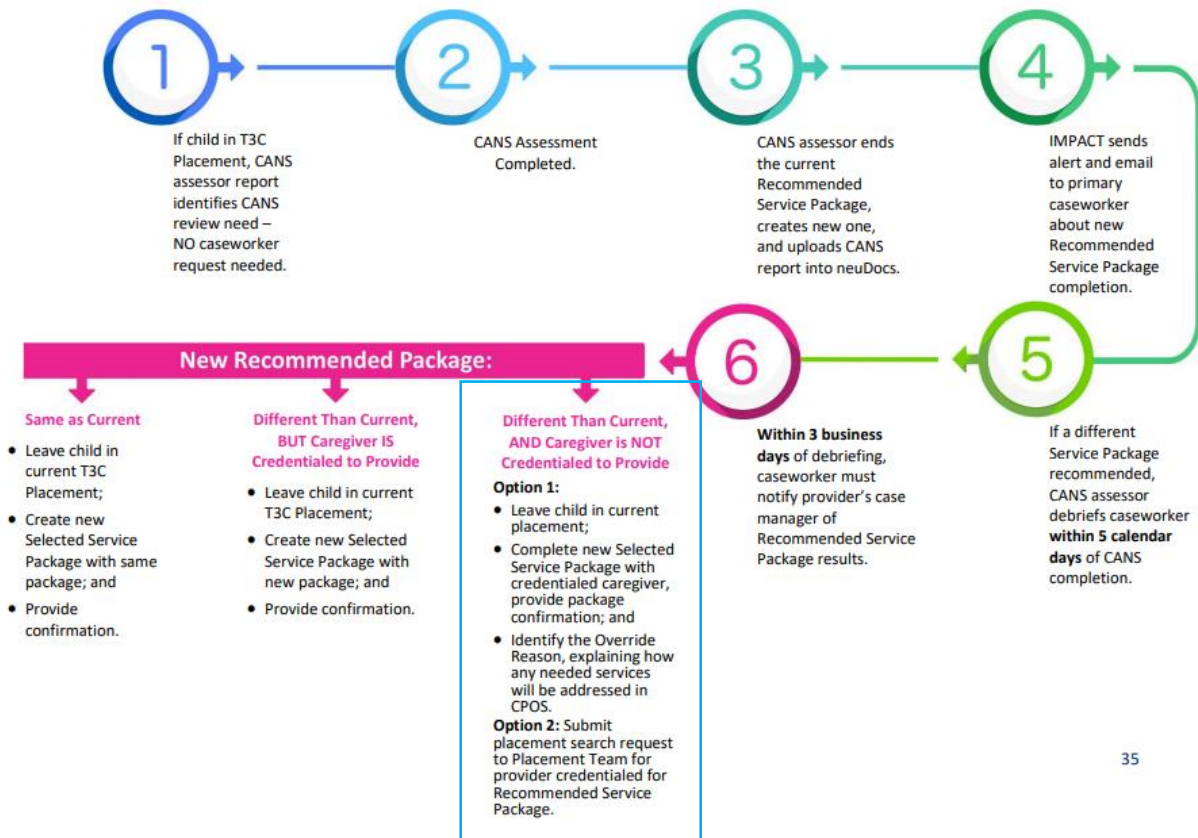 1
If child in T3C
Placement, CANS
assessor report
identifies CANS
review need –
NO caseworker
request needed.
2
CANS Assessment
Completed.
3
CANS assessor ends
the current
Recommended
Service Package,
creates new one,
and uploads CANS
report into neuDocs.
4
IMPACT sends
alert and email
to primary
caseworker
about new
Recommended
Service Package
completion.
5
If a different
Service Package
recommended,
CANS assessor
debriefs caseworker
within 5 calendar
days of CANS
completion.
6
Within 3 business
days of debriefing,
caseworker must
notify provider's case
manager of
Recommended Service
Package results.
New Recommended Package:
Same as Current
• Leave child in
current T3C
Placement;
• Create new
Selected Service
Package with same
package; and
• Provide
confirmation.
Different Than Current,
BUT Caregiver IS
Credentialed to Provide
• Leave child in current
T3C Placement;
• Create new Selected
Service Package with
new package; and
• Provide confirmation.
Different Than Current,
AND Caregiver is NOT
Credentialed to Provide
Option 1:
• Leave child in current
placement;
• Complete new Selected
Service Package with
credentialed caregiver,
provide package
confirmation; and
• Identify the Override
Reason, explaining how
any needed services
will be addressed in
CPOS.
Option 2: Submit
placement search request
to Placement Team for
provider credentialed for
Recommended Service
Package.
35